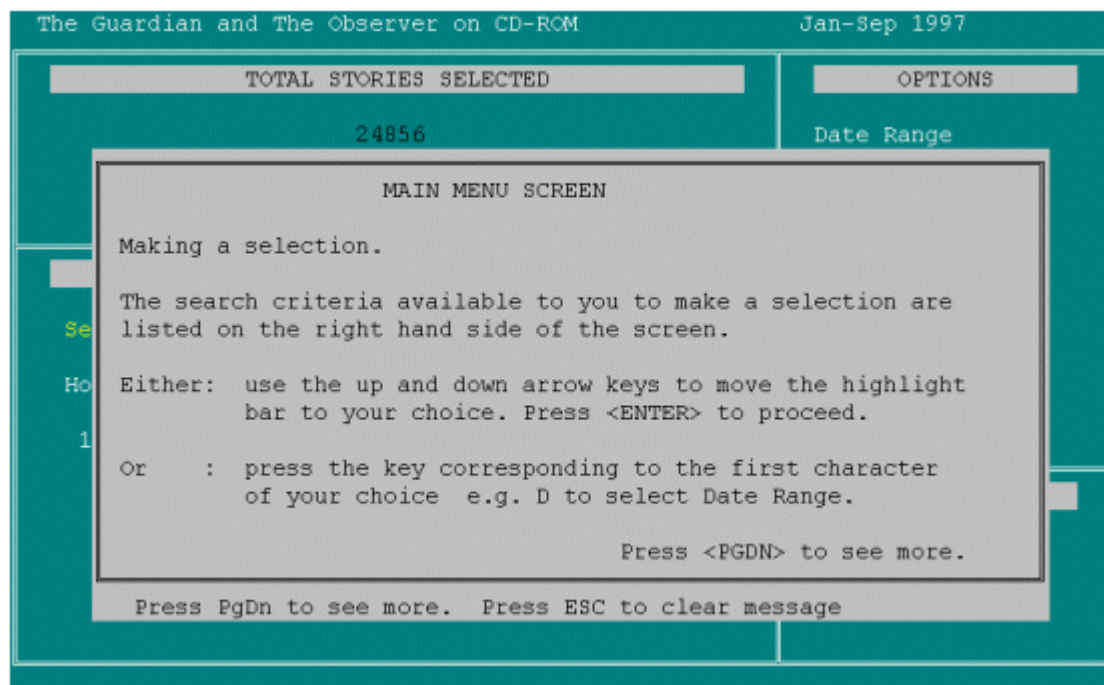 The Guardian and The Observer on CD-ROM Jan-Sep 1997
TOTAL STORIES SELECTED OPTIONS
24856 Date Range
MAIN MENU SCREEN
Making a selection.
The search criteria available to you to make a selection are
listed on the right hand side of the screen.
Either: use the up and down arrow keys to move the highlight
bar to your choice. Press <ENTER> to proceed.
Or : press the key corresponding to the first character
of your choice e.g. D to select Date Range.
Press <PGDN> to see more.
Press PgDn to see more. Press ESC to clear message
Se
Ho
1